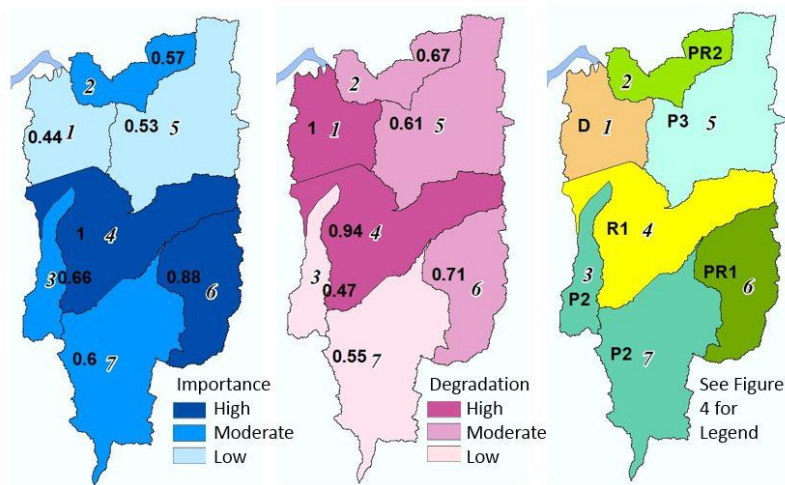 0.57
2
0.44 1
0.53 5
1 4
3 0.66
0.88 6
0.6 7
Importance
High
Moderate
Low
0.67
2
1 1
0.61 5
0.94 4
3 0.47
0.71 6
0.55 7
Degradation
High
Moderate
Low
PR2
2
D 1
P3 5
R1 4
3
P2
PR1 6
P2 7
See Figure
4 for
Legend